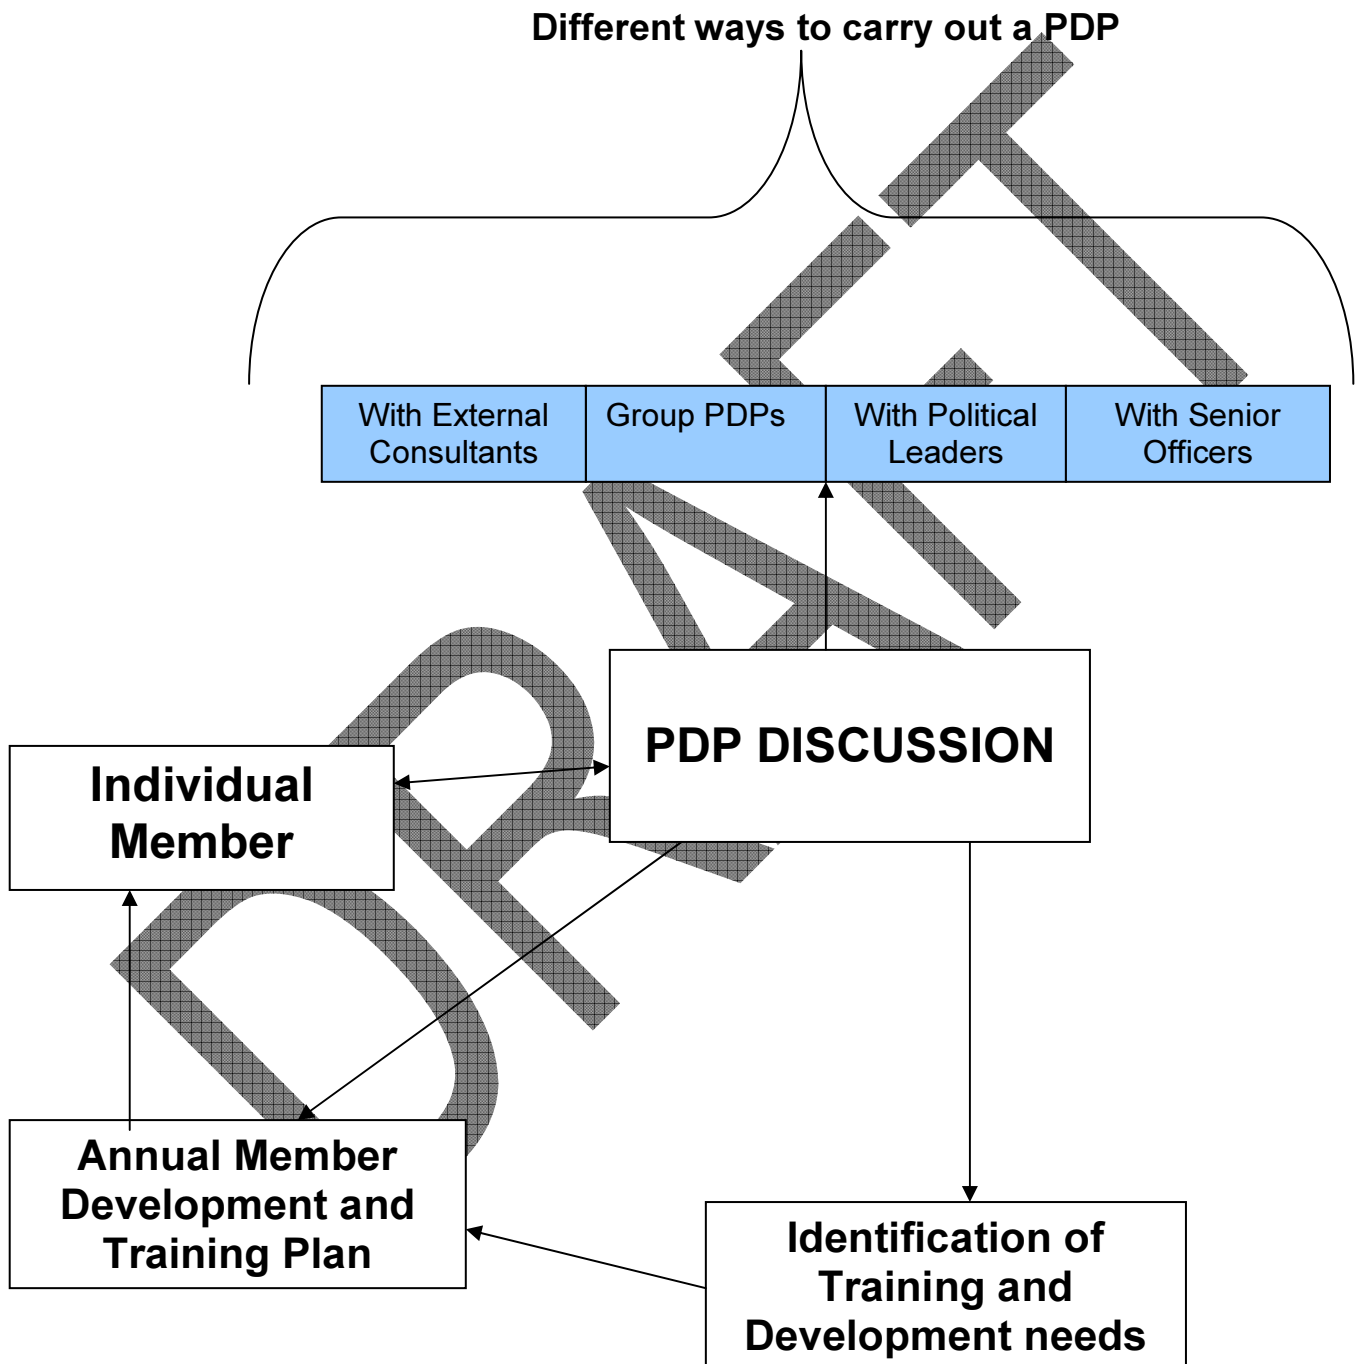 Different ways to carry out a PDP
With External
Consultants
Group PDPs
With Political
Leaders
With Senior
Officers
PDP DISCUSSION
Individual
Member
Annual Member
Development and
Training Plan
Identification of
Training and
Development needs
DRAFT